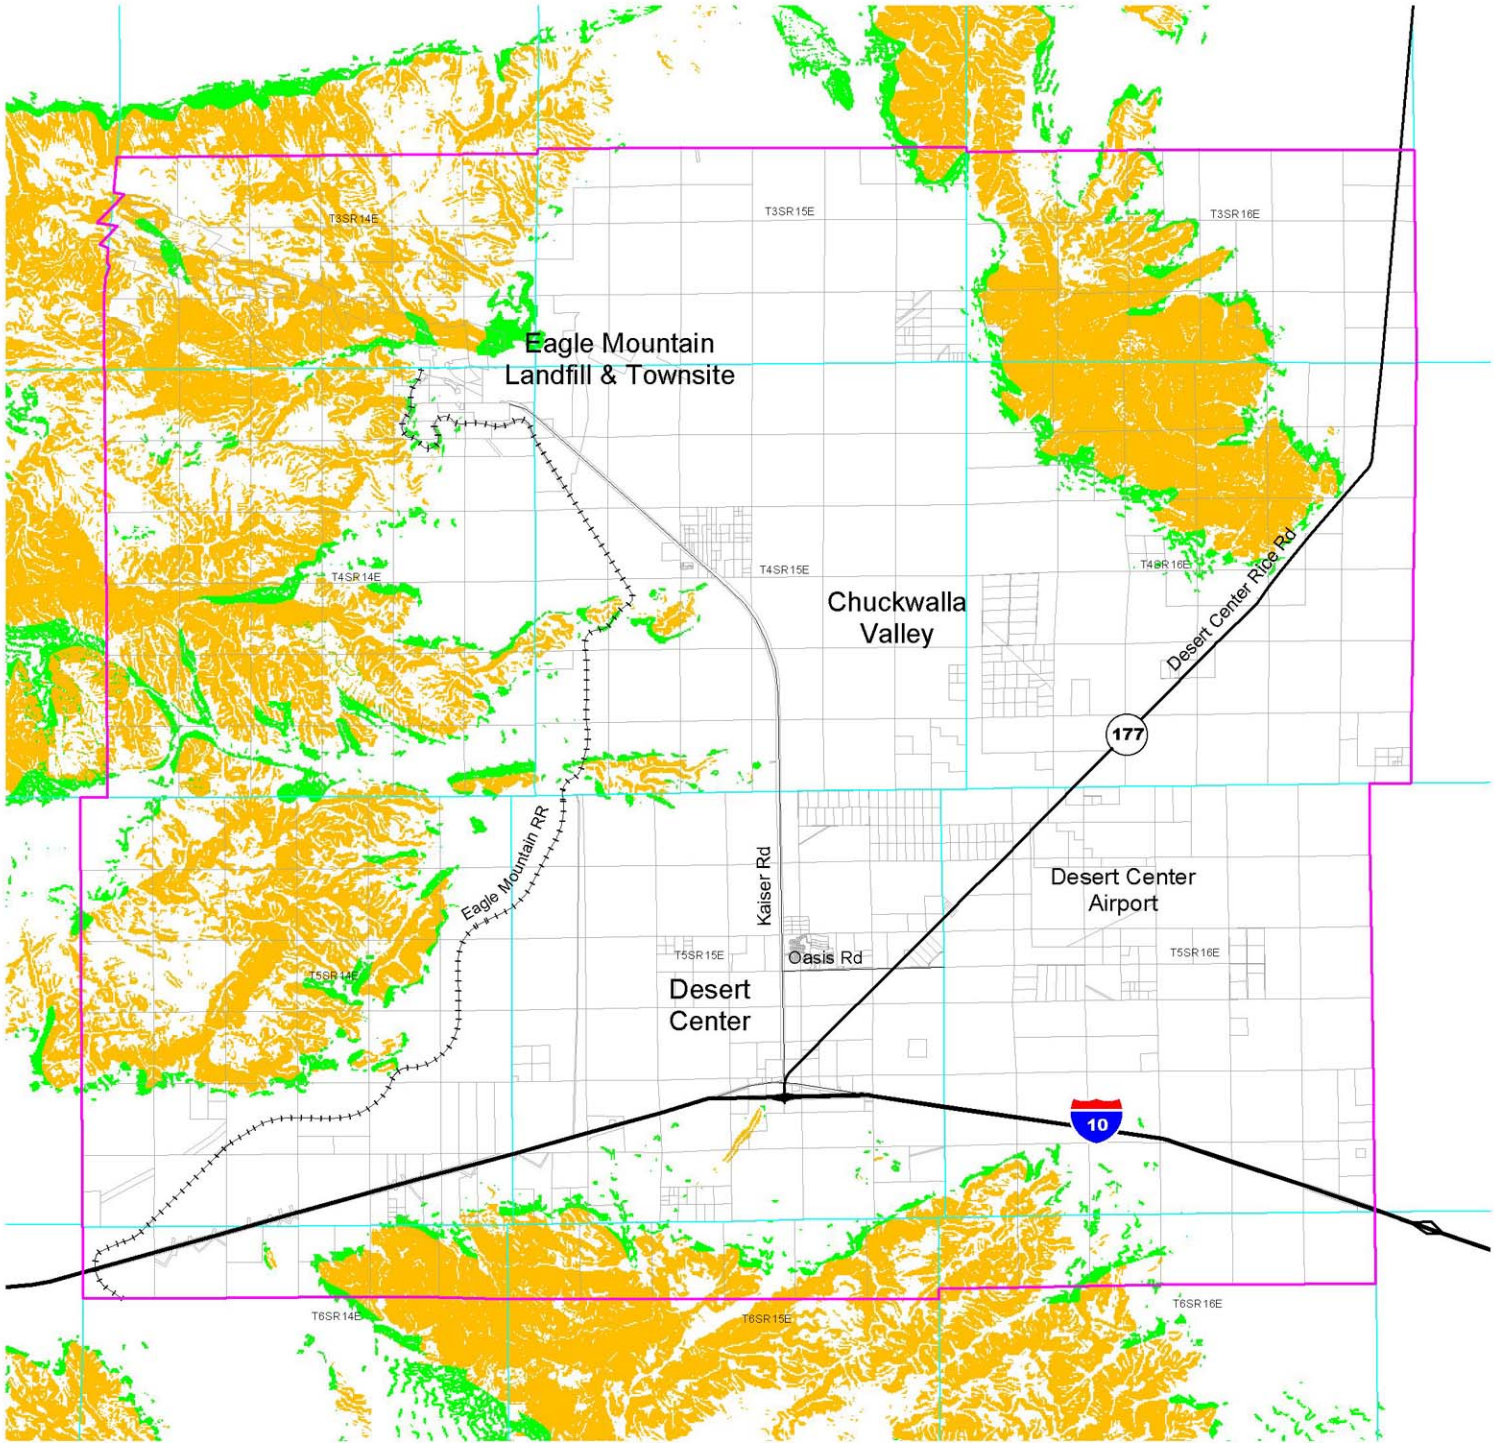 T3SR14E
T3SR15E
T3SR16E
Eagle Mountain
Landfill & Townsite
T4SR14E
T4SR15E
T4SR16E
Desert Center Rice Rd
Chuckwalla
Valley
177
Eagle Mountain RR
Kaiser Rd
Desert Center
Airport
T5SR14E
T5SR15E
Oasis Rd
T5SR16E
Desert
Center
10
T6SR14E
T6SR15E
T6SR16E